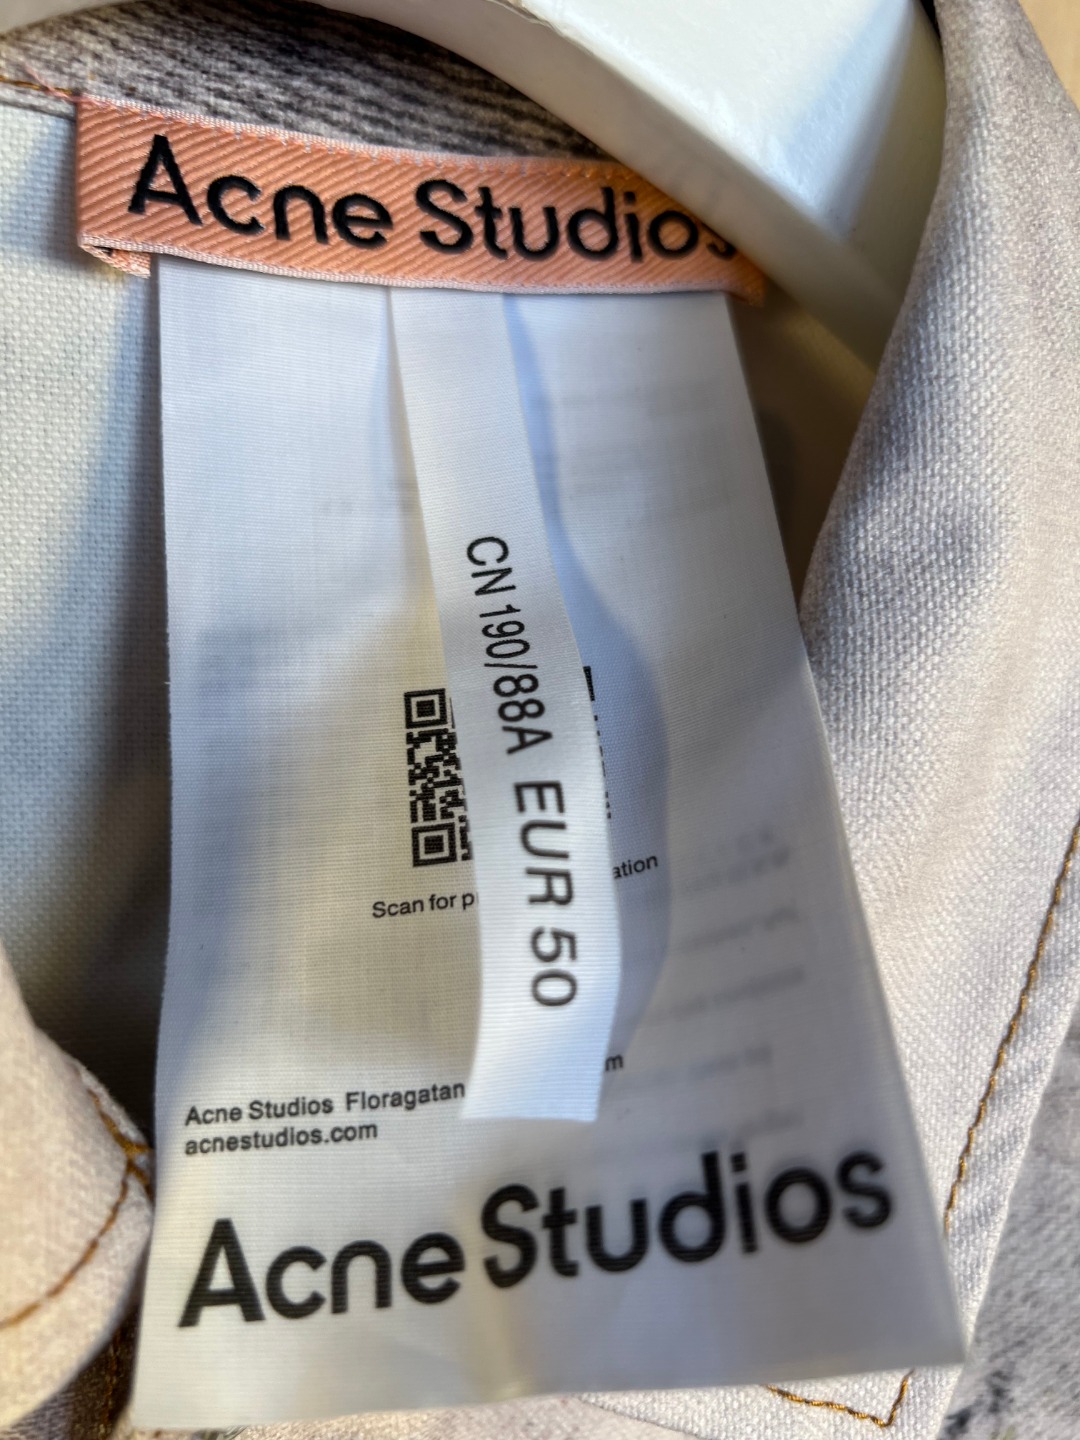 Acne Studios
CN 190/88A EUR 50
Scan for p
ation
m
Acne Studios Floragatan
acnestudios.com
Acne Studios